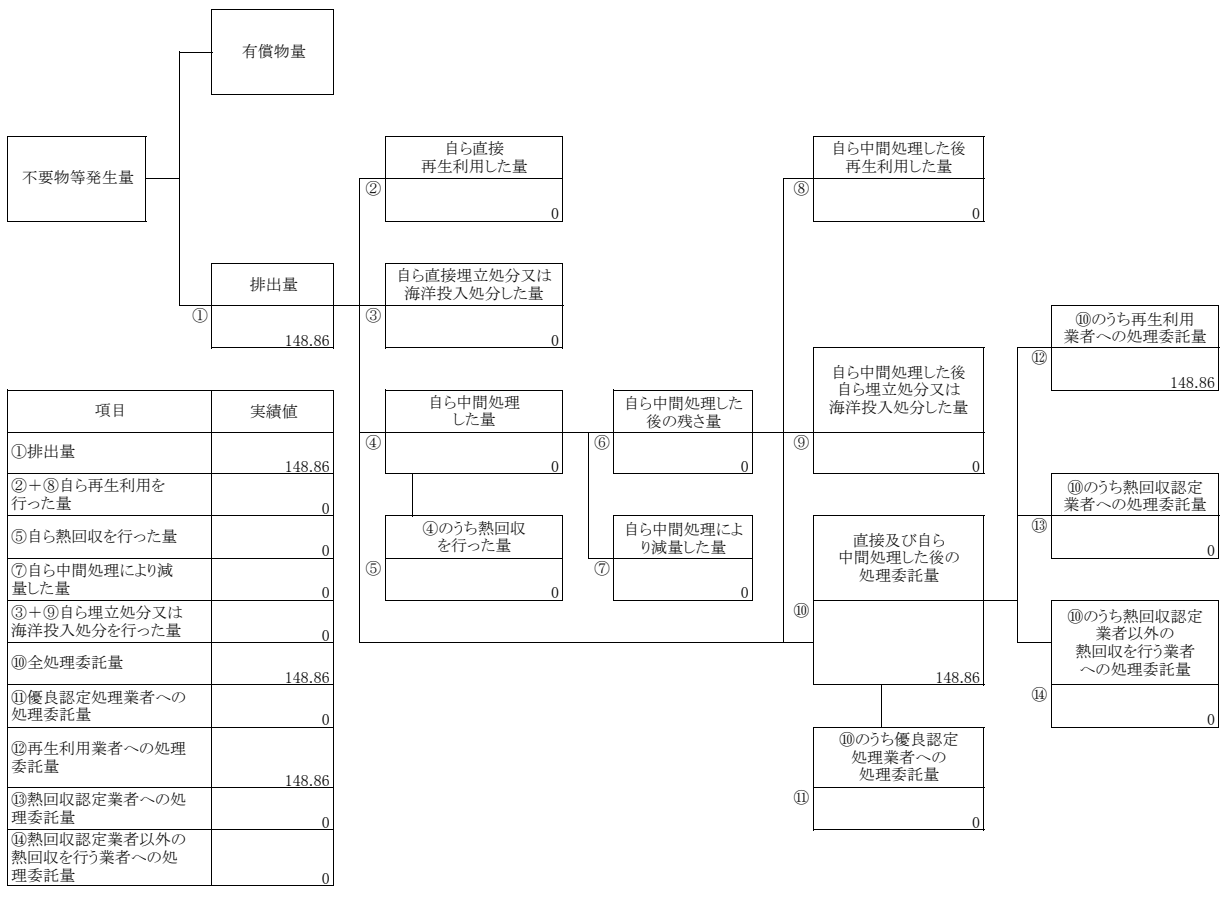 有償物量
不要物等発生量
自ら直接
再生利用した量
②
0
自ら中間処理した後
再生利用した量
⑧
0
排出量
①
148.86
自ら直接埋立処分又は
海洋投入処分した量
③
0
⑩のうち再生利用
業者への処理委託量
⑫
148.86
自ら中間処理
した量
④
0
自ら中間処理した
後の残さ量
⑥
0
自ら中間処理した後
自ら埋立処分又は
海洋投入処分した量
⑨
0
⑩のうち熱回収認定
業者への処理委託量
⑬
0
④のうち熱回収
を行った量
⑤
0
自ら中間処理によ
り減量した量
⑦
0
直接及び自ら
中間処理した後の
処理委託量
⑩
148.86
⑩のうち熱回収認定
業者以外の
熱回収を行う業者
への処理委託量
⑭
0
⑩のうち優良認定
処理業者への
処理委託量
⑪
0
項目 実績値
①排出量
148.86
②＋⑧自ら再生利用を
行った量
0
⑤自ら熱回収を行った量
0
⑦自ら中間処理により減
量した量
0
③＋⑨自ら埋立処分又は
海洋投入処分を行った量
0
⑩全処理委託量
148.86
⑪優良認定処理業者への
処理委託量
0
⑫再生利用業者への処理
委託量
148.86
⑬熱回収認定業者への処
理委託量
0
⑭熱回収認定業者以外の
熱回収を行う業者への処
理委託量
0